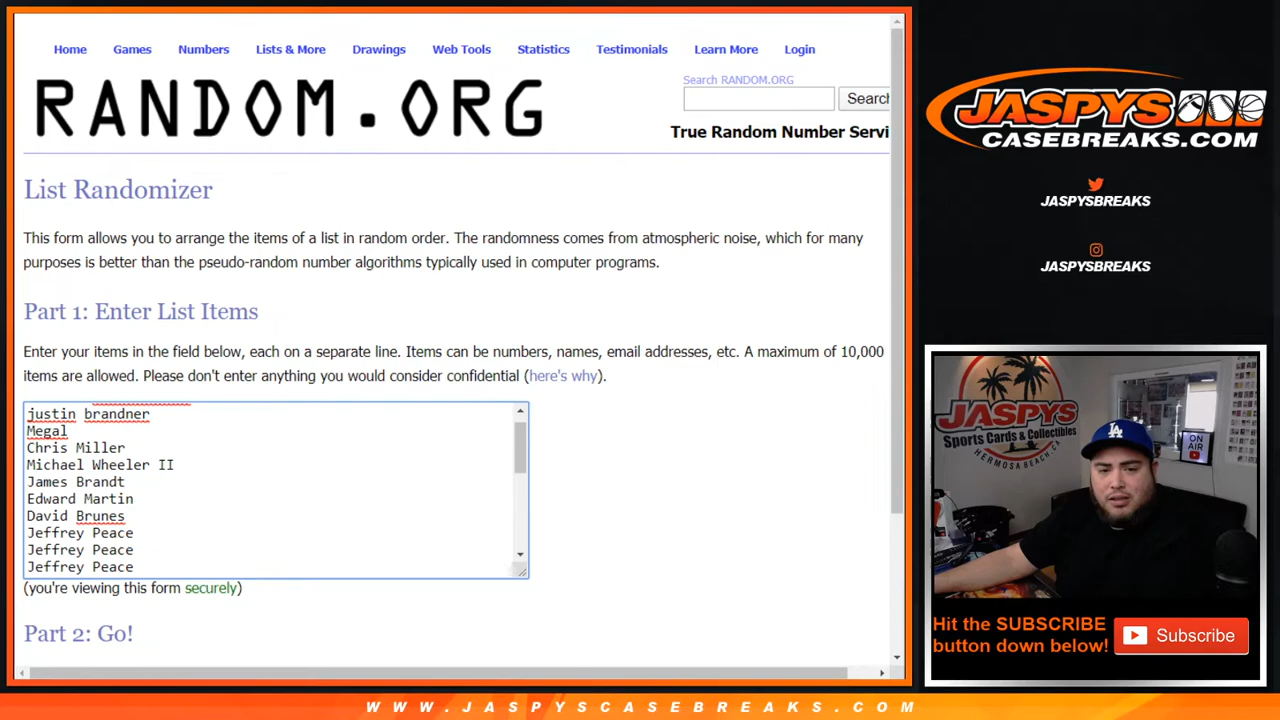 Home Games Numbers Lists & More Drawings Web Tools Statistics Testimonials Learn More Login
RANDOM.ORG
Search RANDOM.ORG
Search
True Random Number Servi
List Randomizer
This form allows you to arrange the items of a list in random order. The randomness comes from atmospheric noise, which for many
purposes is better than the pseudo-random number algorithms typically used in computer programs.
Part 1: Enter List Items
Enter your items in the field below, each on a separate line. Items can be numbers, names, email addresses, etc. A maximum of 10,000
items are allowed. Please don't enter anything you would consider confidential (here's why).
justin brandner
Megal
Chris Miller
Michael Wheeler II
James Brandt
Edward Martin
David Brunes
Jeffrey Peace
Jeffrey Peace
Jeffrey Peace
(you're viewing this form securely)
Part 2: Go!
JASPYS
CASEBREAKS.COM
JASPYSBREAKS
JASPYSBREAKS
JASPYS
Sports Cards & Collectibles
HERMOSA BEACH, CA
LA
ON
AIR
Hit the SUBSCRIBE
button down below!
Subscribe
WWW.JASPYSCASEBREAKS.COM